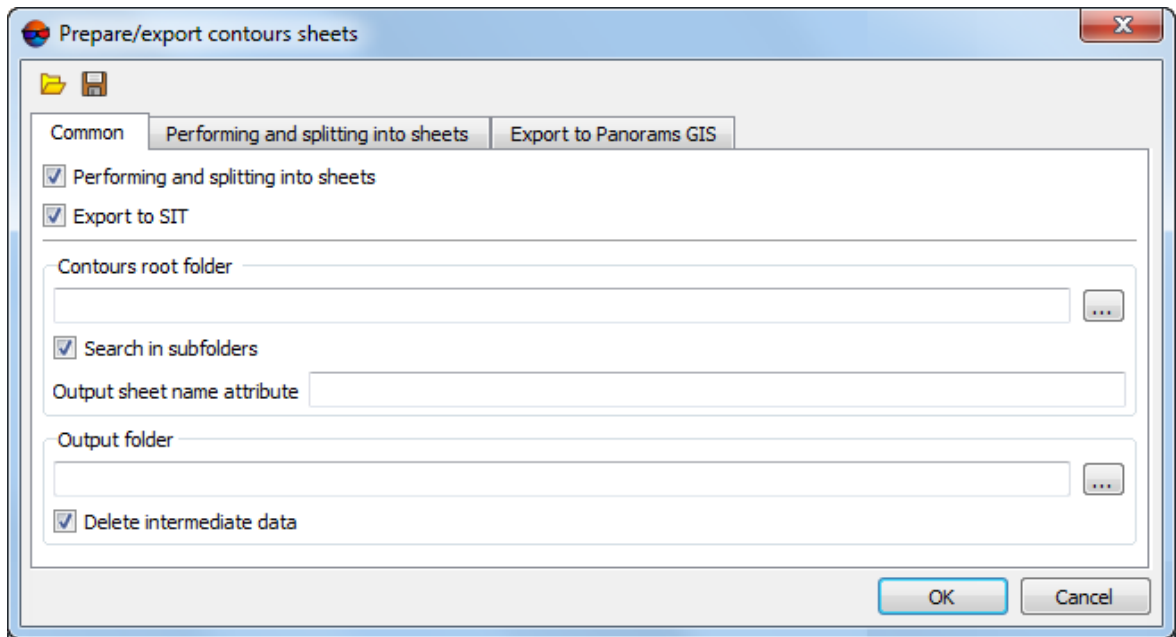 Prepare/export contours sheets
Common Performing and splitting into sheets Export to Panorams GIS
Performing and splitting into sheets
Export to SIT
Contours root folder
...
Search in subfolders
Output sheet name attribute
Output folder
...
Delete intermediate data
OK Cancel